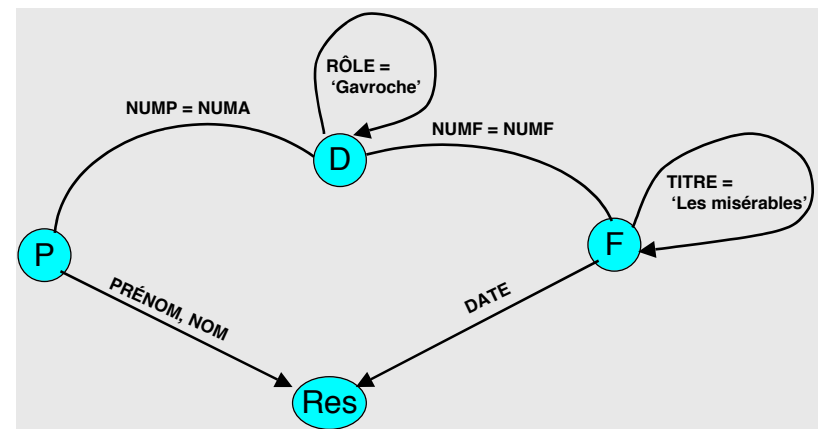 RÔLE =
‘Gavroche’
NUMP = NUMA
NUMF = NUMF
D
TITRE =
‘Les misérables’
P
F
PRÉNOM, NOM
DATE
Res